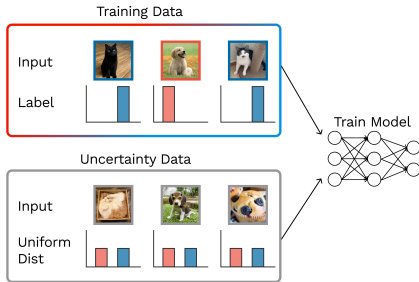 Training Data
Input
Label
Train Model
Uncertainty Data
Input
Uniform
Dist